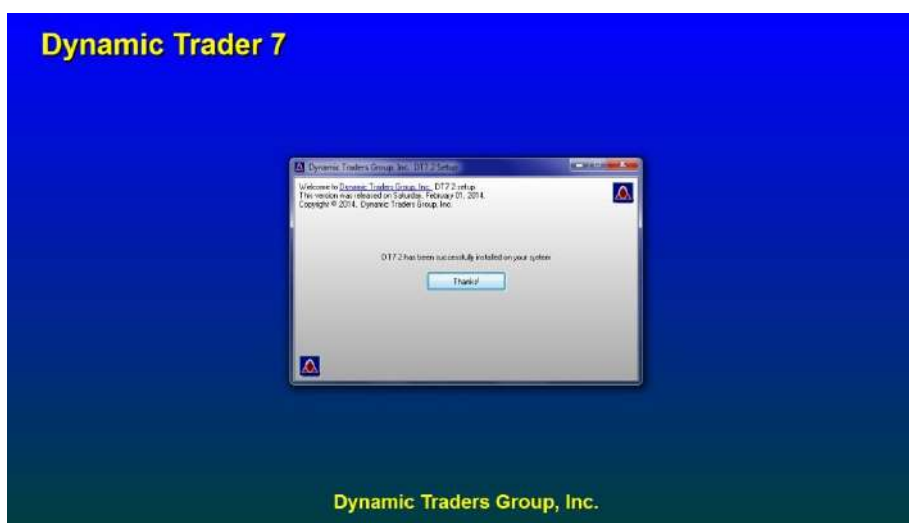 Dynamic Trader 7
Dynamic Traders Group, Inc. DT7.2 Setup
Welcome to Dynamic Traders Group, Inc. DT7.2 setup
This version was released on Saturday, February 01, 2014.
Copyright © 2014, Dynamic Traders Group, Inc.
DT7.2 has been successfully installed on your system
Thanks!
Dynamic Traders Group, Inc.